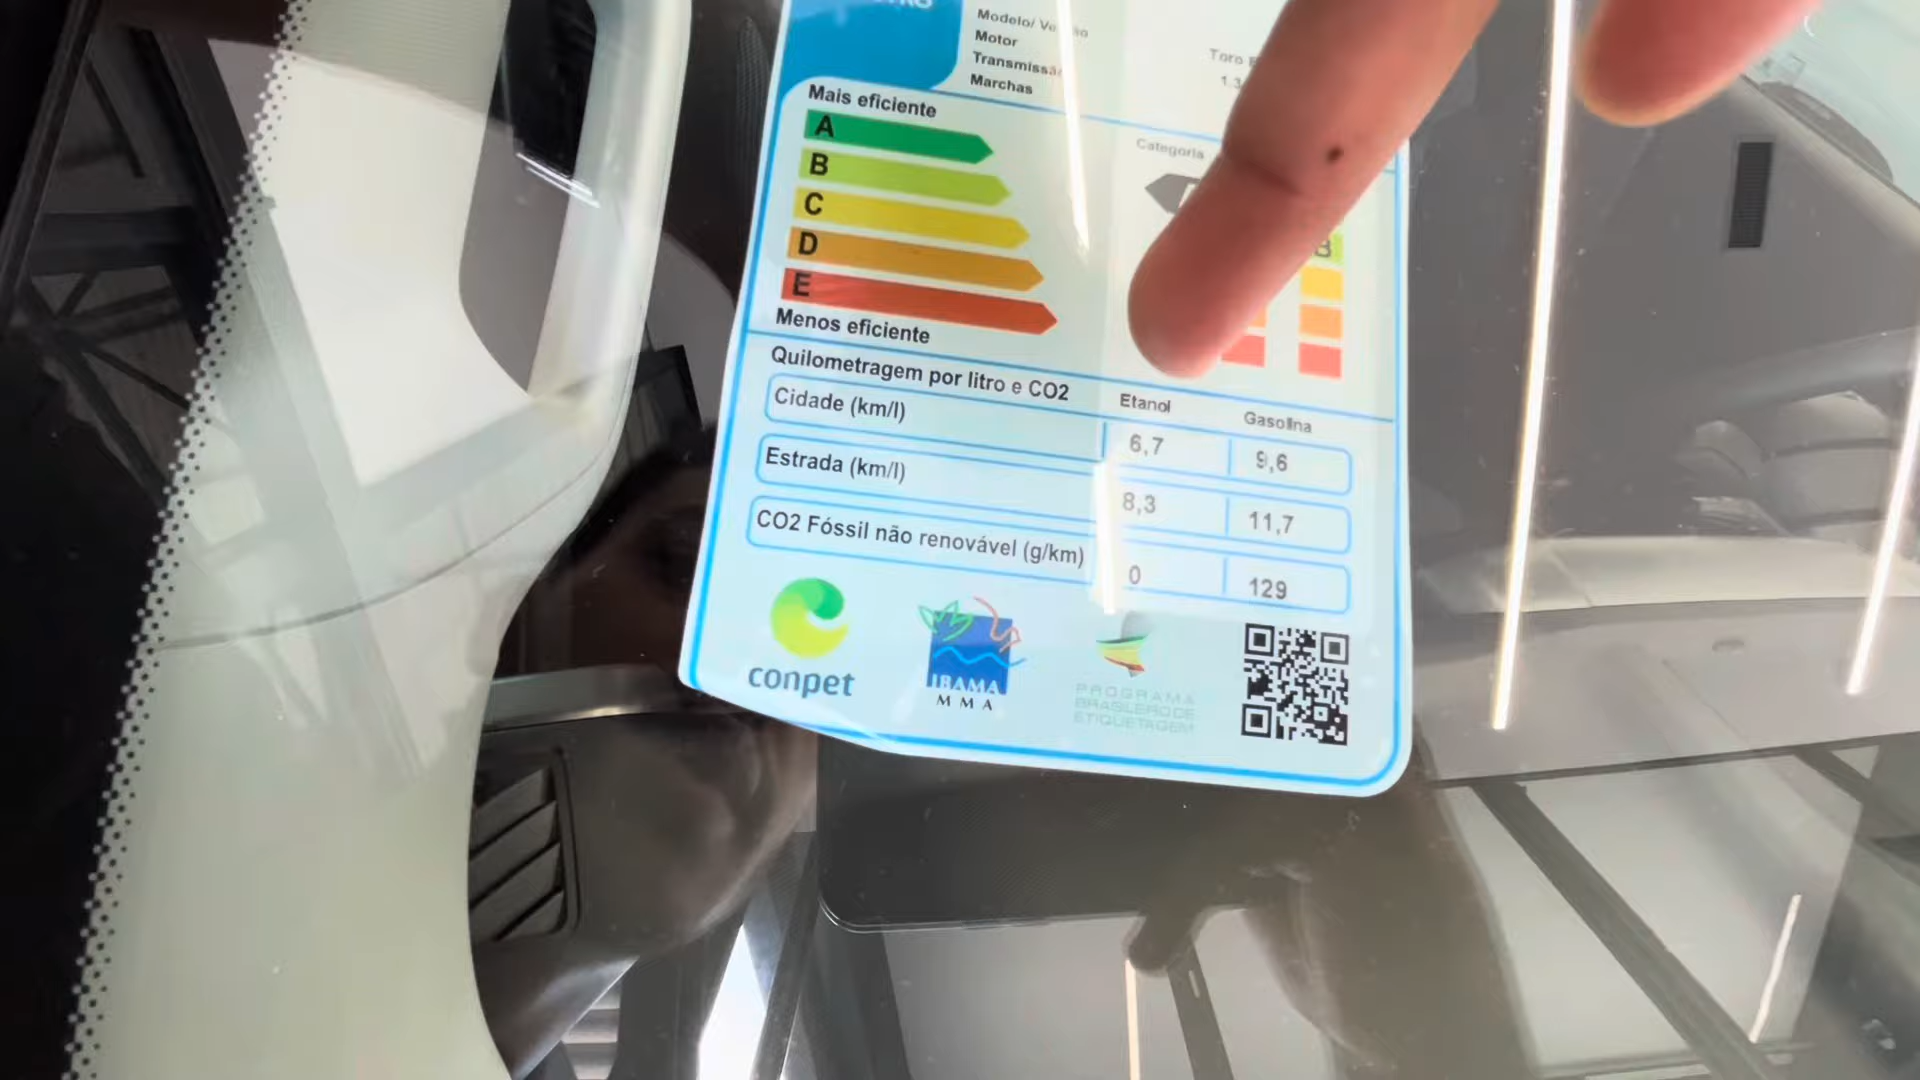 Motor
Marchas
Toro
Mais eficiente
A
B
C
D
E
Menos eficiente
Categoria
B
Quilometragem por litro e CO2
Etanol
Gasolina
Cidade (km/l)
6,7
9,6
Estrada (km/l)
8,3
11,7
CO2 Fóssil não renovável (g/km)
0
129
conpet
IBAMA
MMA
PROGRAMA
BRASILEIRO DE
ETIQUETAGEM